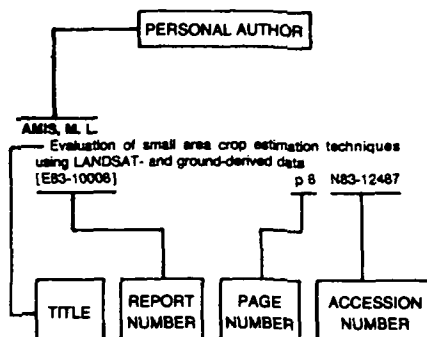 PERSONAL AUTHOR
AMIS, M. L.
Evaluation of small area crop estimation techniques
using LANDSAT- and ground-derived data
[E83-10006] p 6 N83-12467
TITLE
REPORT
NUMBER
PAGE
NUMBER
ACCESSION
NUMBER